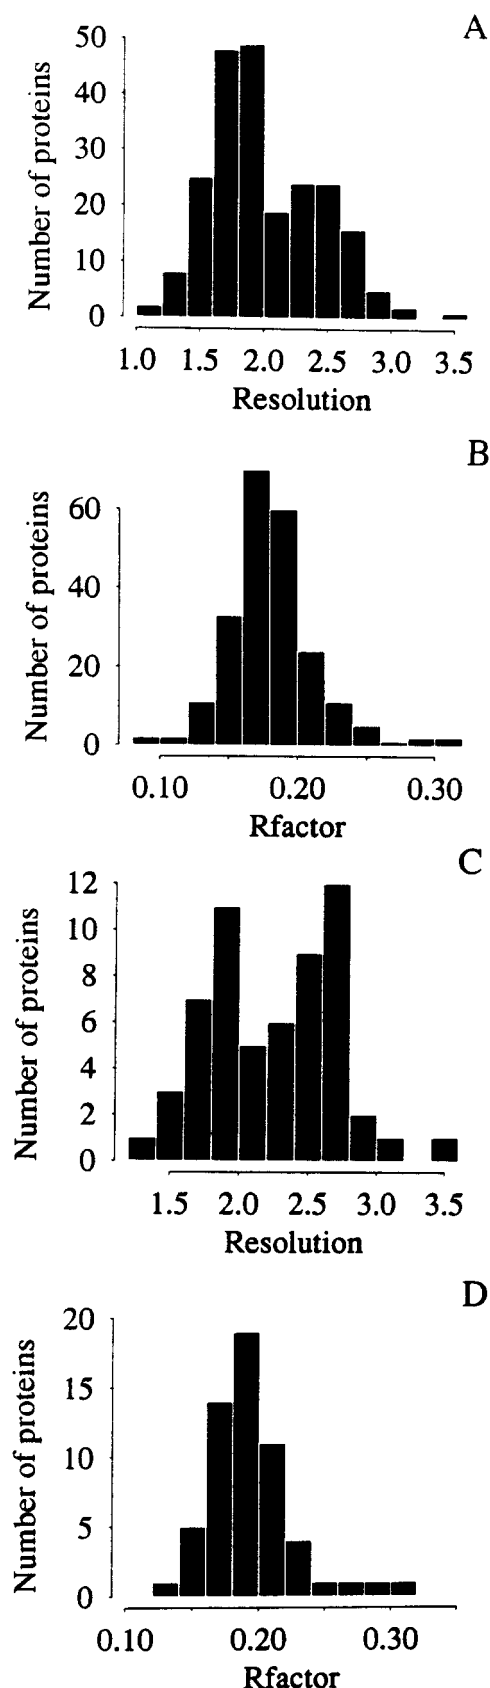 A
50
40
30
20
10
0
Number of proteins
1.0 1.5 2.0 2.5 3.0 3.5
Resolution
B
60
40
20
0
Number of proteins
0.10 0.20 0.30
Rfactor
C
12
10
8
6
4
2
0
Number of proteins
1.5 2.0 2.5 3.0 3.5
Resolution
D
20
15
10
5
0
Number of proteins
0.10 0.20 0.30
Rfactor